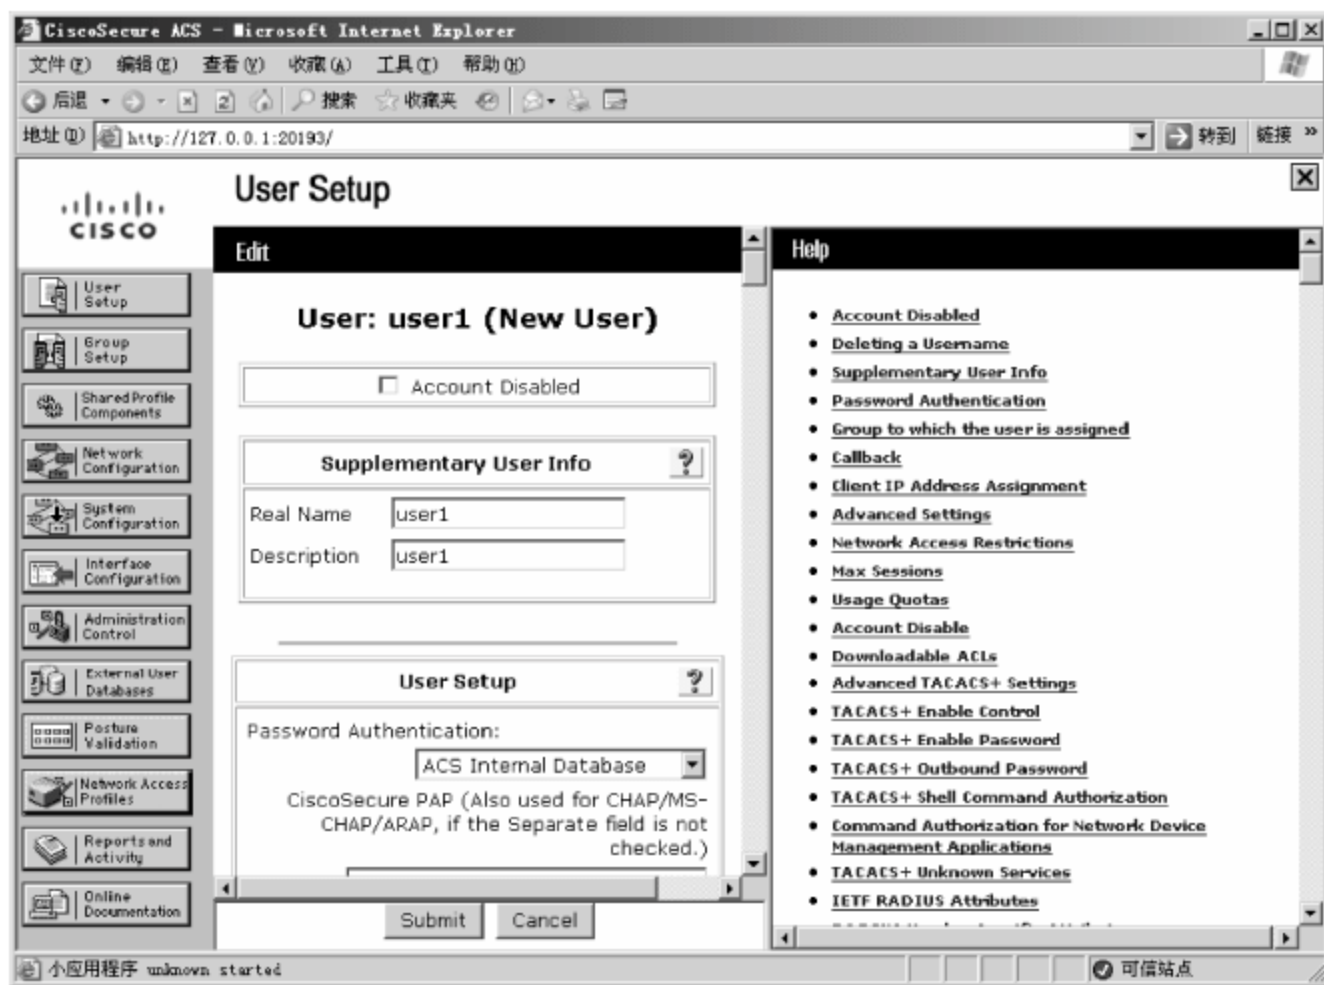 CiscoSecure ACS - Microsoft Internet Explorer
文件(F) 编辑(E) 查看(V) 收藏(A) 工具(T) 帮助(H)
后退 搜索 收藏夹
地址(D) http://127.0.0.1:20193/ 转到 链接 »
CISCO
User Setup
User Setup
Group Setup
Shared Profile Components
Network Configuration
System Configuration
Interface Configuration
Administration Control
External User Databases
Posture Validation
Network Access Profiles
Reports and Activity
Online Documentation
Edit
User: user1 (New User)
Account Disabled
Supplementary User Info ?
Real Name user1
Description user1
User Setup ?
Password Authentication:
ACS Internal Database
CiscoSecure PAP (Also used for CHAP/MS-
CHAP/ARAP, if the Separate field is not
checked.)
Submit Cancel
Help
Account Disabled
Deleting a Username
Supplementary User Info
Password Authentication
Group to which the user is assigned
Callback
Client IP Address Assignment
Advanced Settings
Network Access Restrictions
Max Sessions
Usage Quotas
Account Disable
Downloadable ACLs
Advanced TACACS+ Settings
TACACS+ Enable Control
TACACS+ Enable Password
TACACS+ Outbound Password
TACACS+ Shell Command Authorization
Command Authorization for Network Device
Management Applications
TACACS+ Unknown Services
IETF RADIUS Attributes
小应用程序 unknown started 可信站点